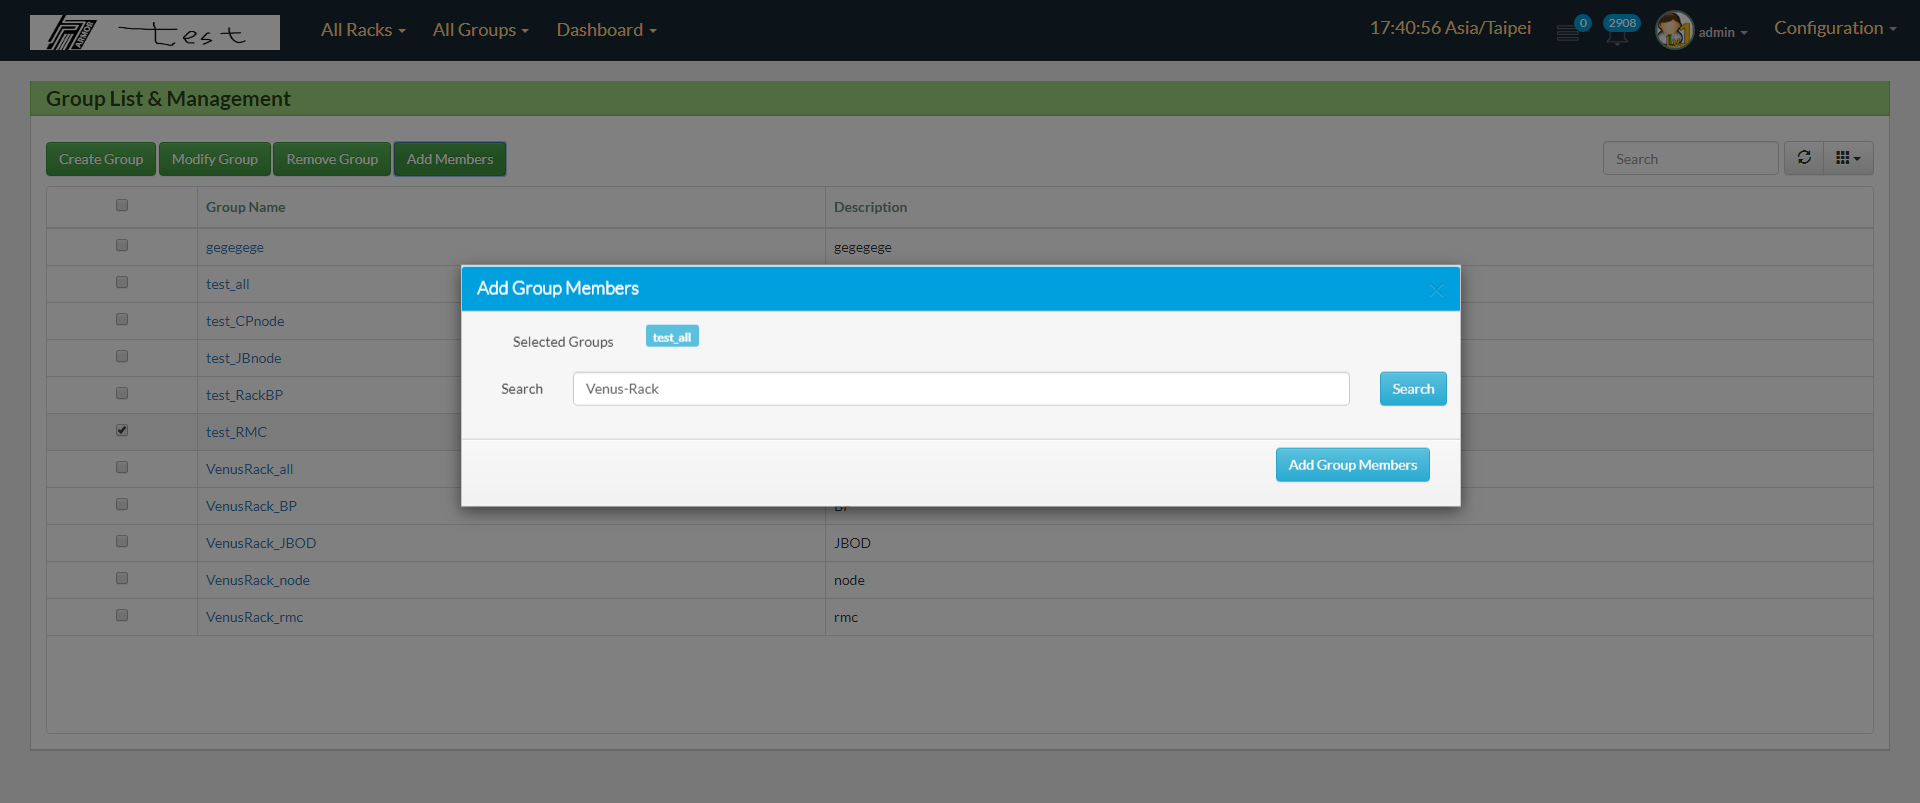 ARMOR test All Racks All Groups Dashboard 17:40:56 Asia/Taipei 0 2908 admin Configuration
Group List & Management
Create Group Modify Group Remove Group Add Members Search
Group Name Description
gegegege gegegege
test_all
test_CPnode
test_JBnode
test_RackBP
test_RMC
VenusRack_all
VenusRack_BP BP
VenusRack_JBOD JBOD
VenusRack_node node
VenusRack_rmc rmc
Add Group Members
Selected Groups test_all
Search Venus-Rack Search
Add Group Members